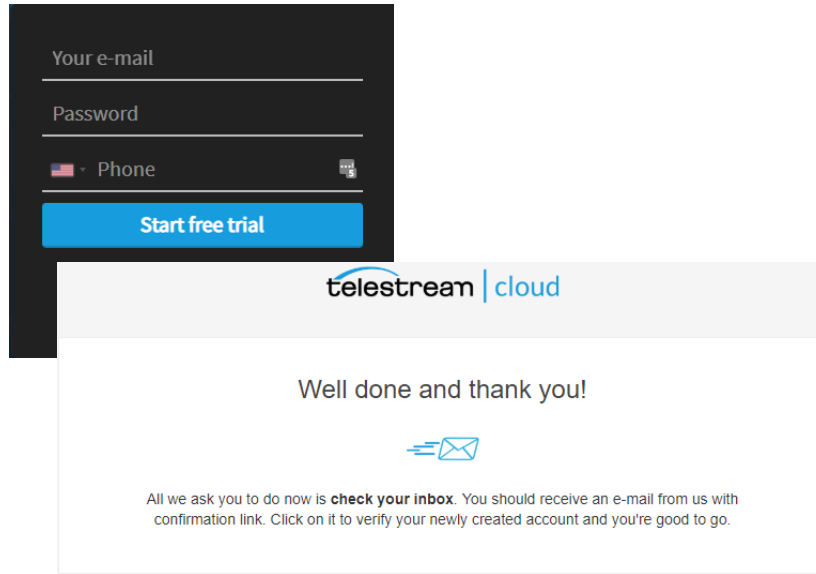 Your e-mail
Password
Phone
Start free trial
telestream | cloud
Well done and thank you!
All we ask you to do now is check your inbox. You should receive an e-mail from us with
confirmation link. Click on it to verify your newly created account and you're good to go.